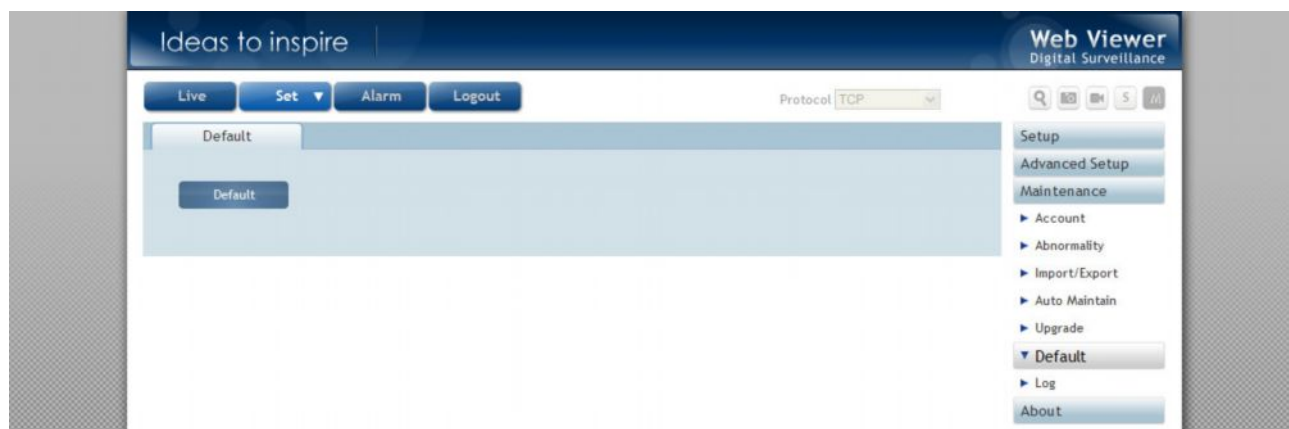 Ideas to inspire
Web Viewer
Digital Surveillance
Live Set Alarm Logout
Protocol TCP
S M
Default
Default
Setup
Advanced Setup
Maintenance
Account
Abnormality
Import/Export
Auto Maintain
Upgrade
Default
Log
About